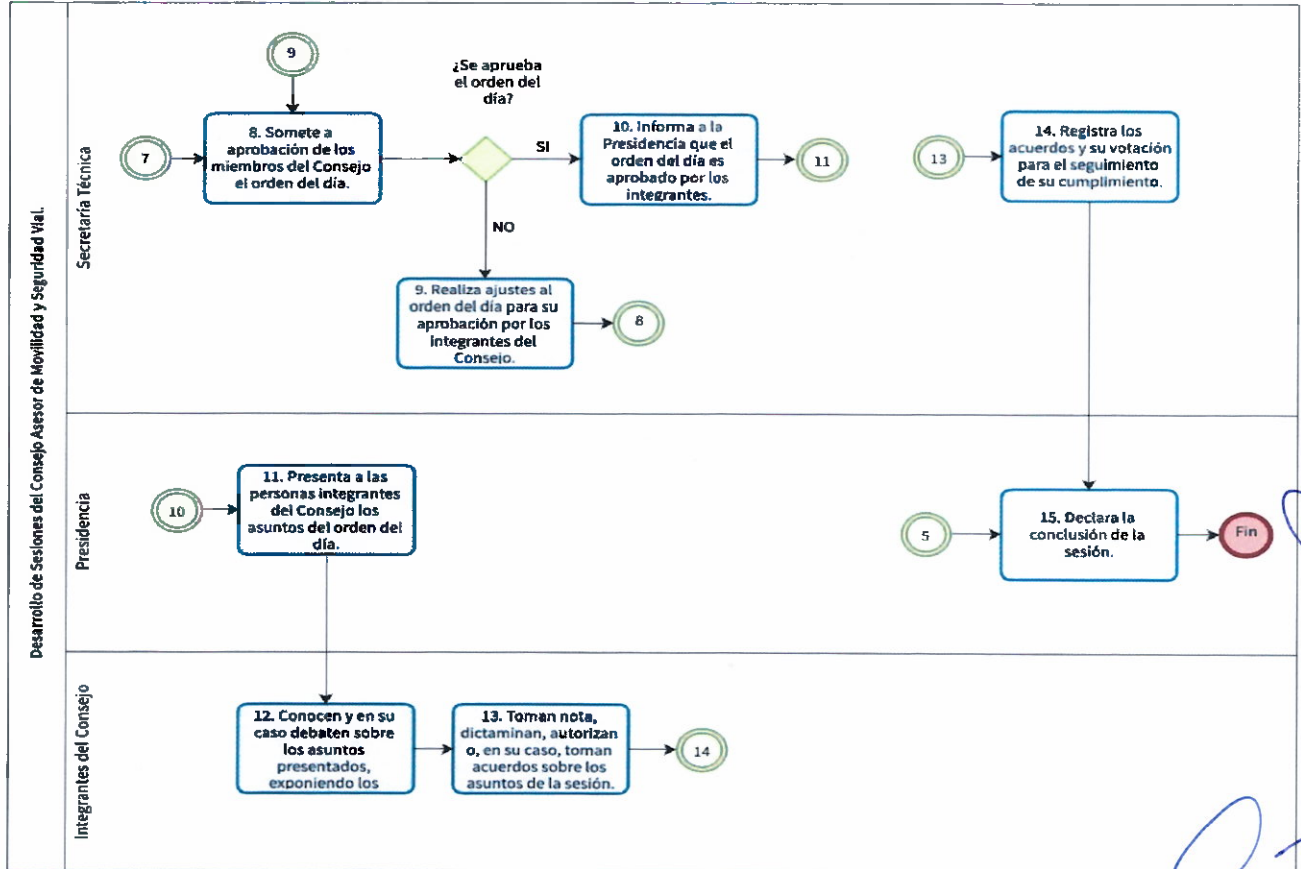 Desarrollo de Sesiones del Consejo Asesor de Movilidad y Seguridad Vial.
Secretaría Técnica
9
7
8. Somete a
aprobación de los
miembros del Consejo
el orden del día.
¿Se aprueba
el orden del
día?
SI
NO
10. Informa a la
Presidencia que el
orden del día es
aprobado por los
integrantes.
11
9. Realiza ajustes al
orden del día para su
aprobación por los
integrantes del
Consejo.
8
13
14. Registra los
acuerdos y su votación
para el seguimiento
de su cumplimiento.
Presidencia
10
11. Presenta a las
personas integrantes
del Consejo los
asuntos del orden del
día.
5
15. Declara la
conclusión de la
sesión.
Fin
Integrantes del Consejo
12. Conocen y en su
caso debaten sobre
los asuntos
presentados,
exponiendo los
13. Toman nota,
dictaminan, autorizan
o, en su caso, toman
acuerdos sobre los
asuntos de la sesión.
14